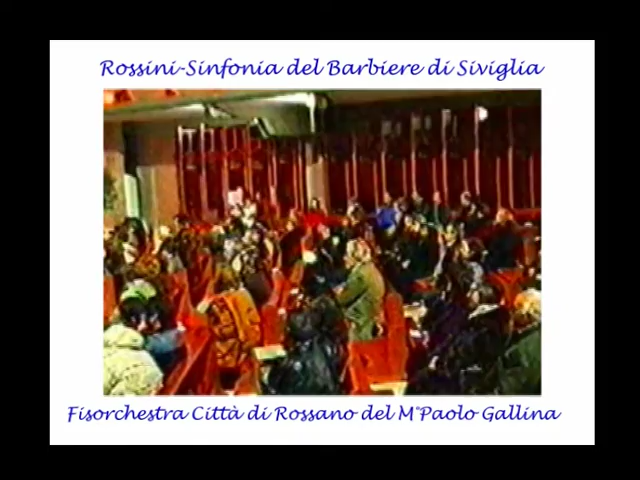 Rossini-Sinfonia del Barbiere di Siviglia
Fisorchestra Città di Rossano del M°Paolo Gallina